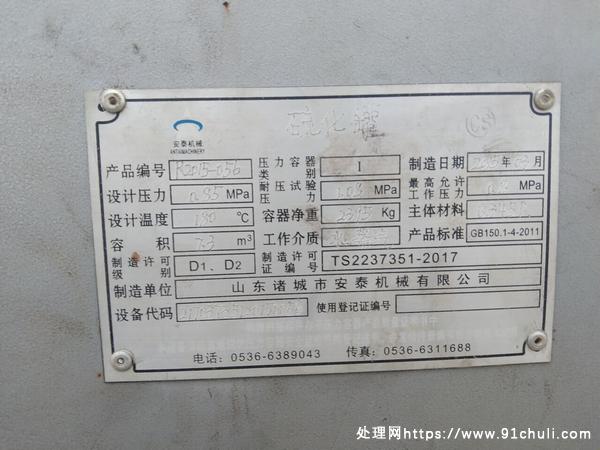 安泰机械
ANTAIMACHINERY
硫化罐
CS
产品编号 R2015-056 压力容器类别 I 制造日期 年 月
设计压力 0.85 MPa 耐压试验压力 MPa 最高允许工作压力 MPa
设计温度 180 ℃ 容器净重 Kg 主体材料
容积 m³ 工作介质 产品标准 GB150.1-4-2011
制造许可级别 D1、D2 制造许可证编号 TS2237351-2017
制造单位 山东诸城市安泰机械有限公司
设备代码 使用登记证编号
电话：0536-6389043 传真：0536-6311688
处理网https://www.91chuli.com/